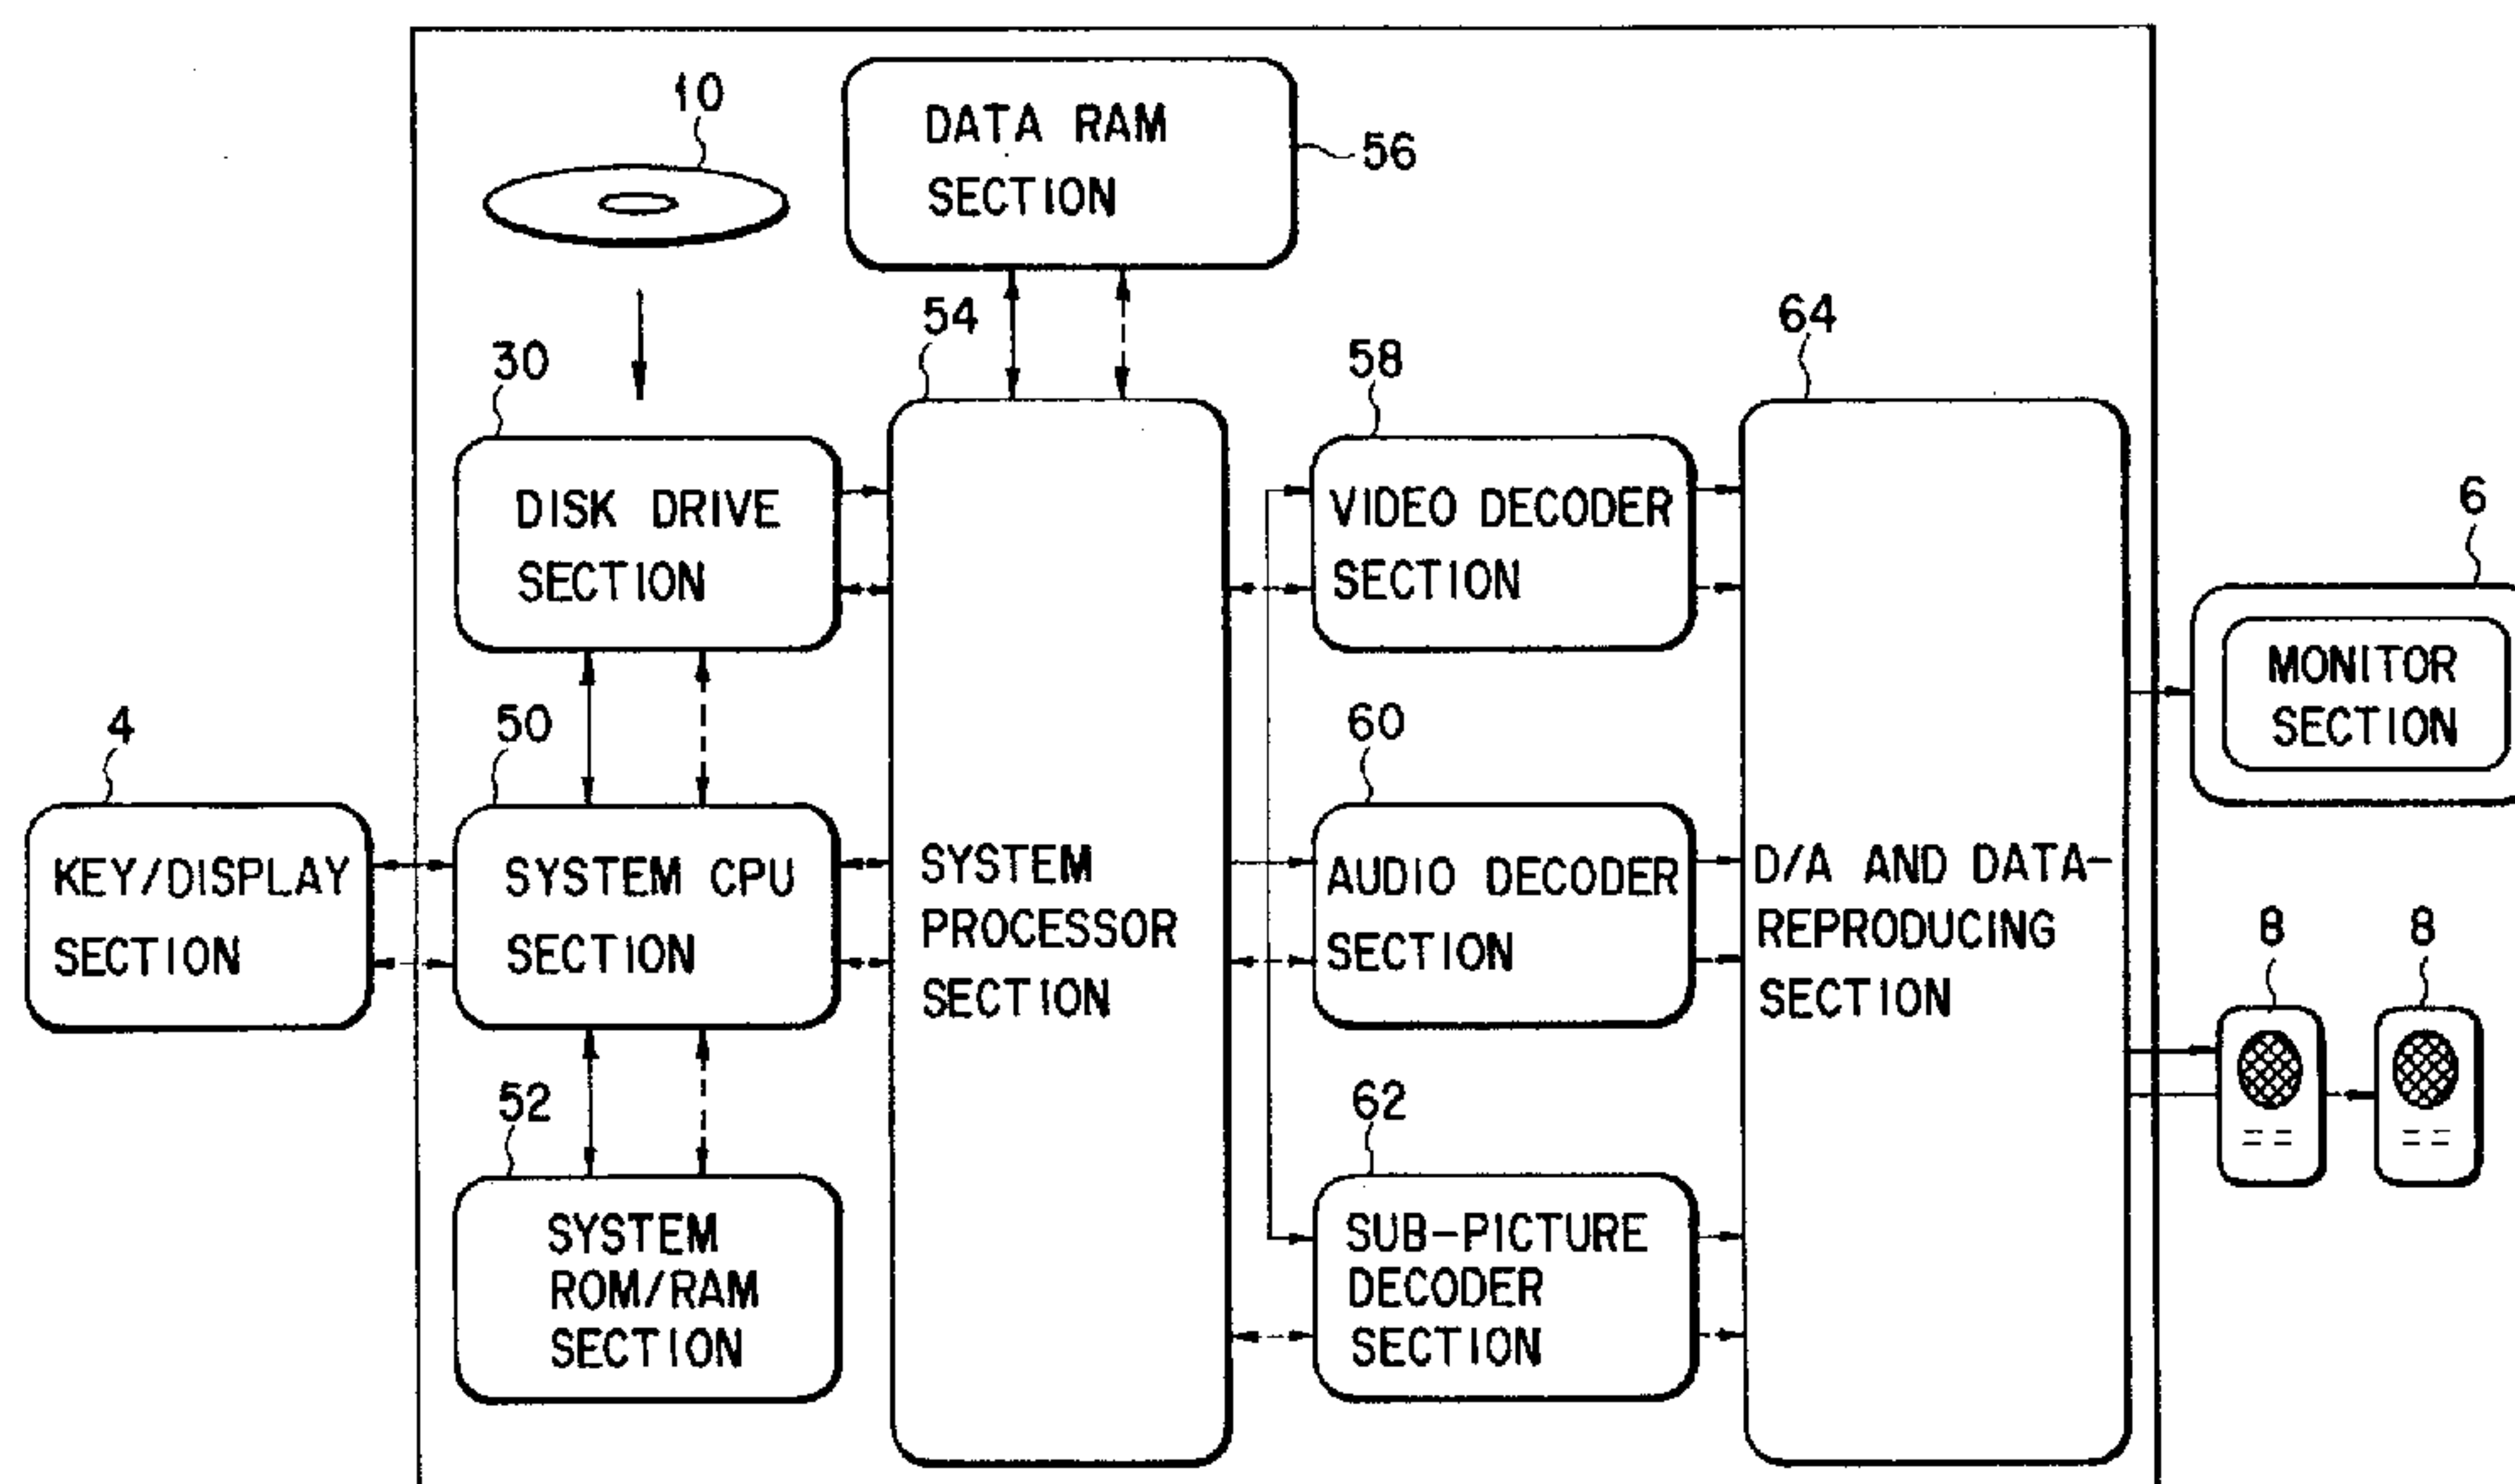 10
DATA RAM
SECTION
56
54
64
30
58
DISK DRIVE
SECTION
VIDEO DECODER
SECTION
6
MONITOR
SECTION
4
50
60
KEY/DISPLAY
SECTION
SYSTEM CPU
SECTION
SYSTEM
PROCESSOR
SECTION
AUDIO DECODER
SECTION
D/A AND DATA-
REPRODUCING
SECTION
8
8
52
62
SYSTEM
ROM/RAM
SECTION
SUB-PICTURE
DECODER
SECTION